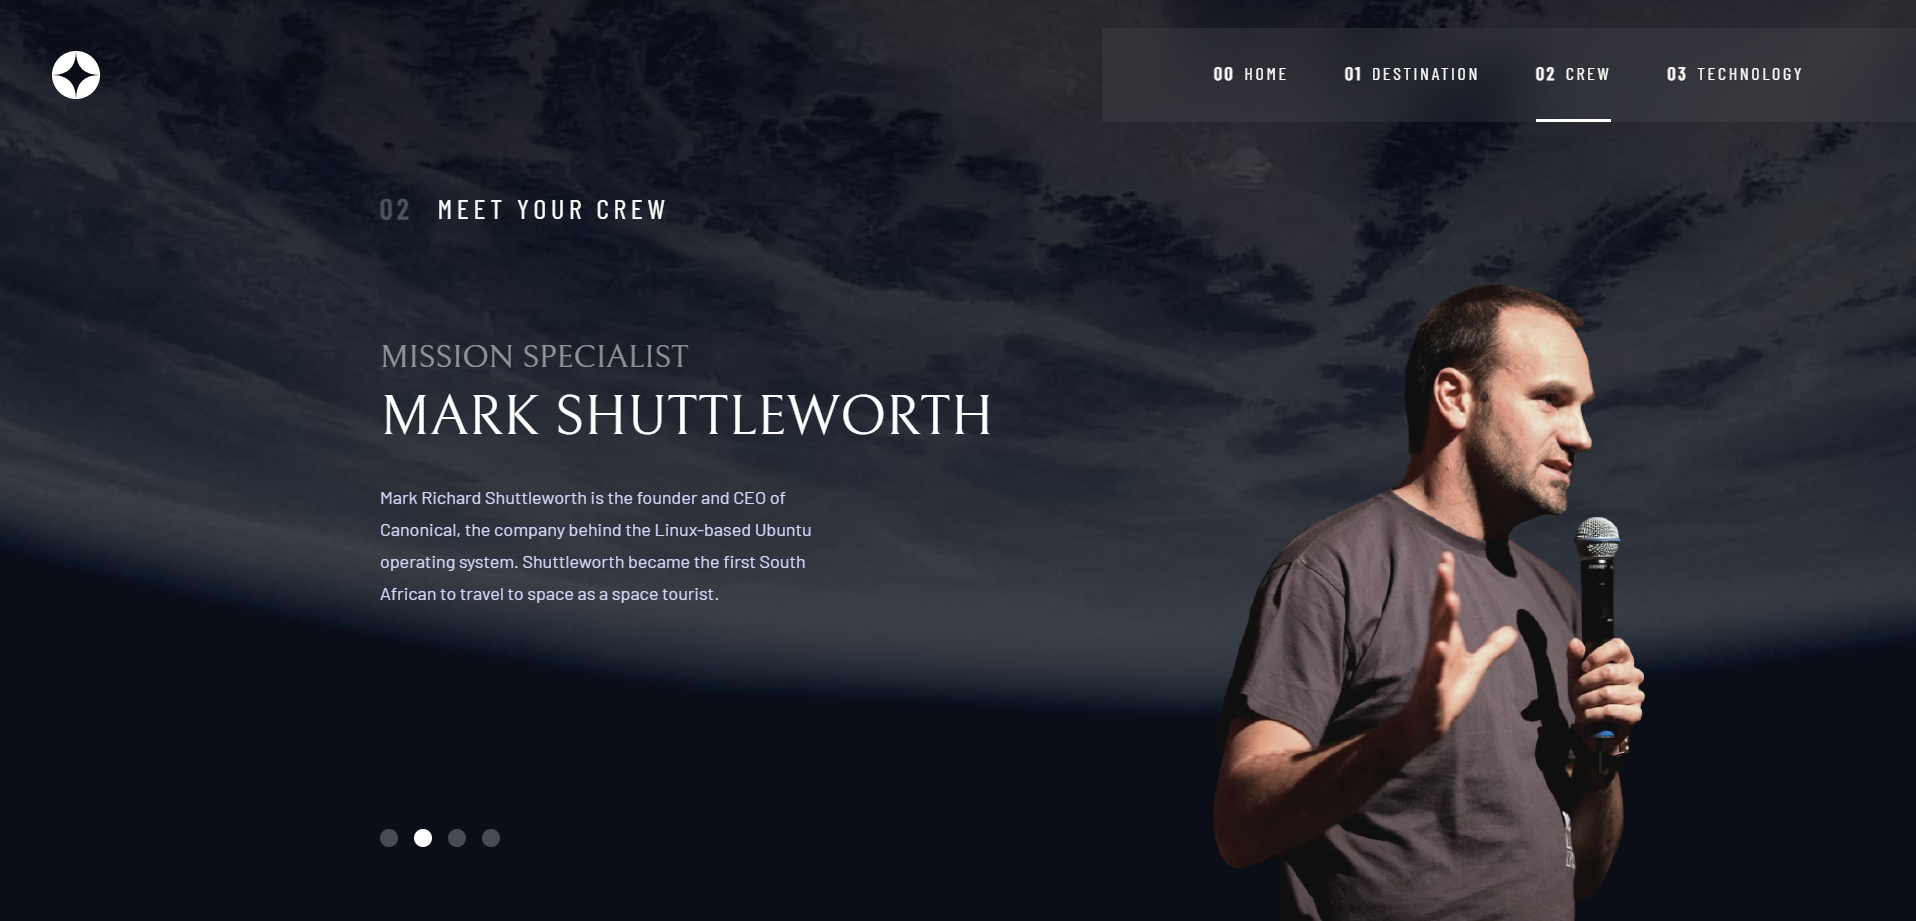 00 HOME 01 DESTINATION 02 CREW 03 TECHNOLOGY
02 MEET YOUR CREW
MISSION SPECIALIST
MARK SHUTTLEWORTH
Mark Richard Shuttleworth is the founder and CEO of
Canonical, the company behind the Linux-based Ubuntu
operating system. Shuttleworth became the first South
African to travel to space as a space tourist.